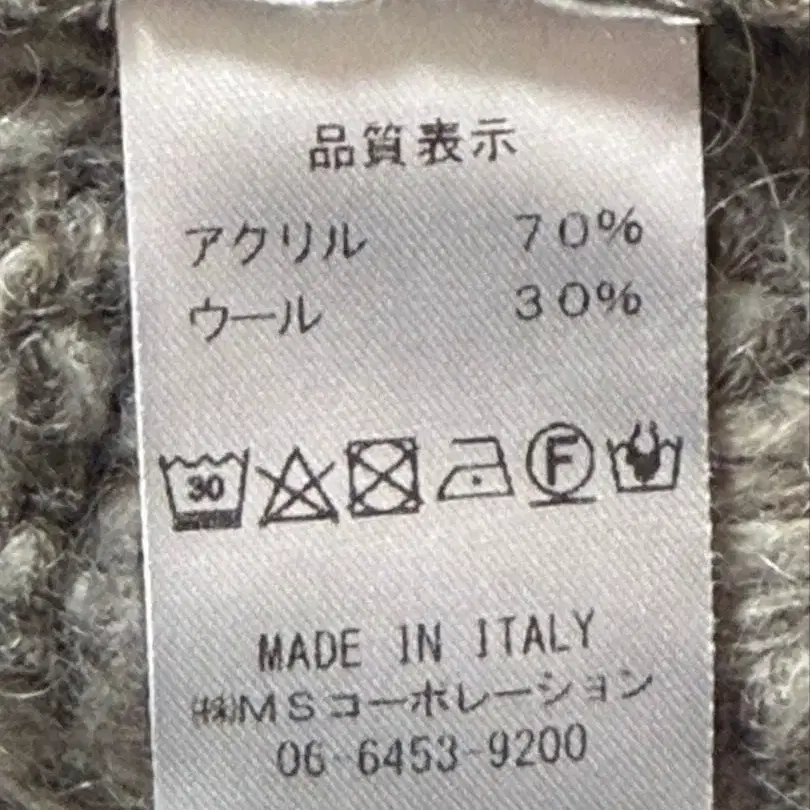 品質表示
アクリル 70%
ウール 30%
30 F
MADE IN ITALY
㈱MSコーポレーション
06-6453-9200